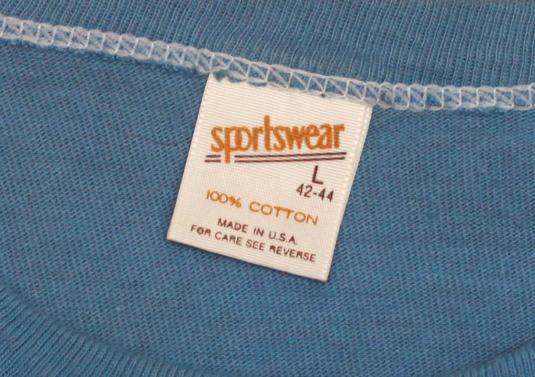 sportswear
L
42-44
100% COTTON
MADE IN U.S.A.
FOR CARE SEE REVERSE